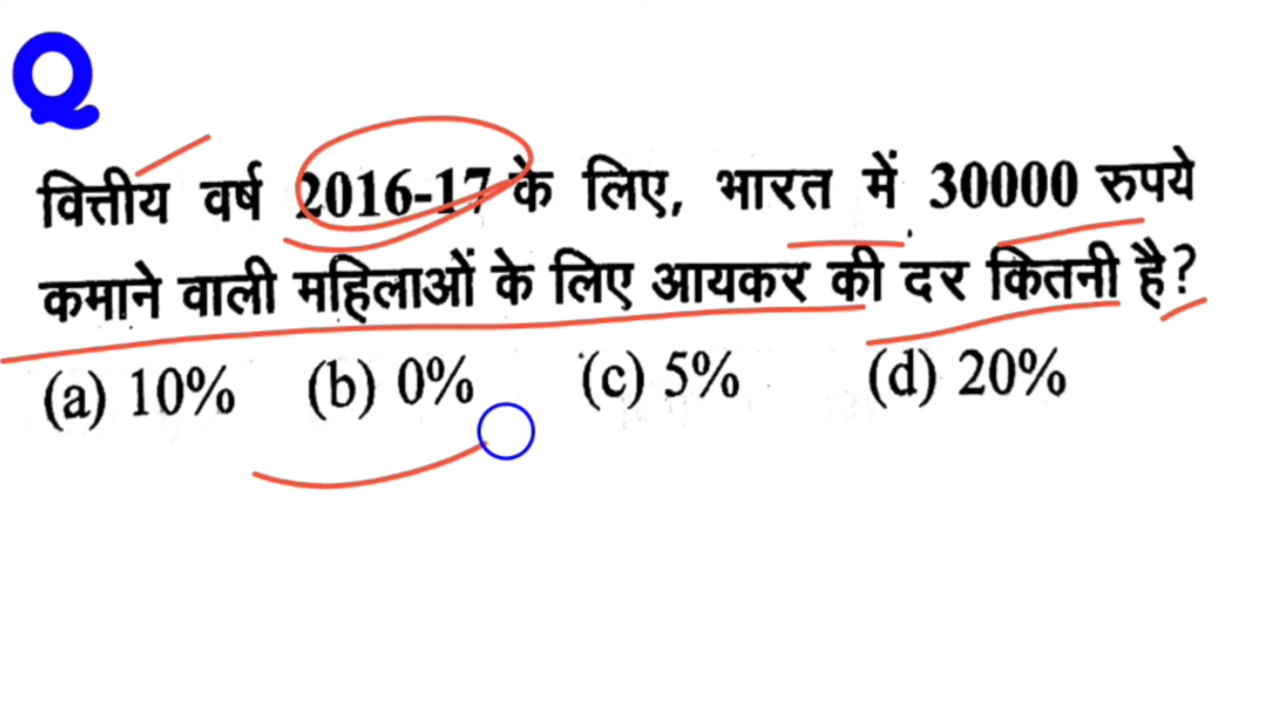 Q
वित्तीय वर्ष 2016-17 के लिए, भारत में 30000 रुपये
कमाने वाली महिलाओं के लिए आयकर की दर कितनी है?
(a) 10% (b) 0% (c) 5% (d) 20%